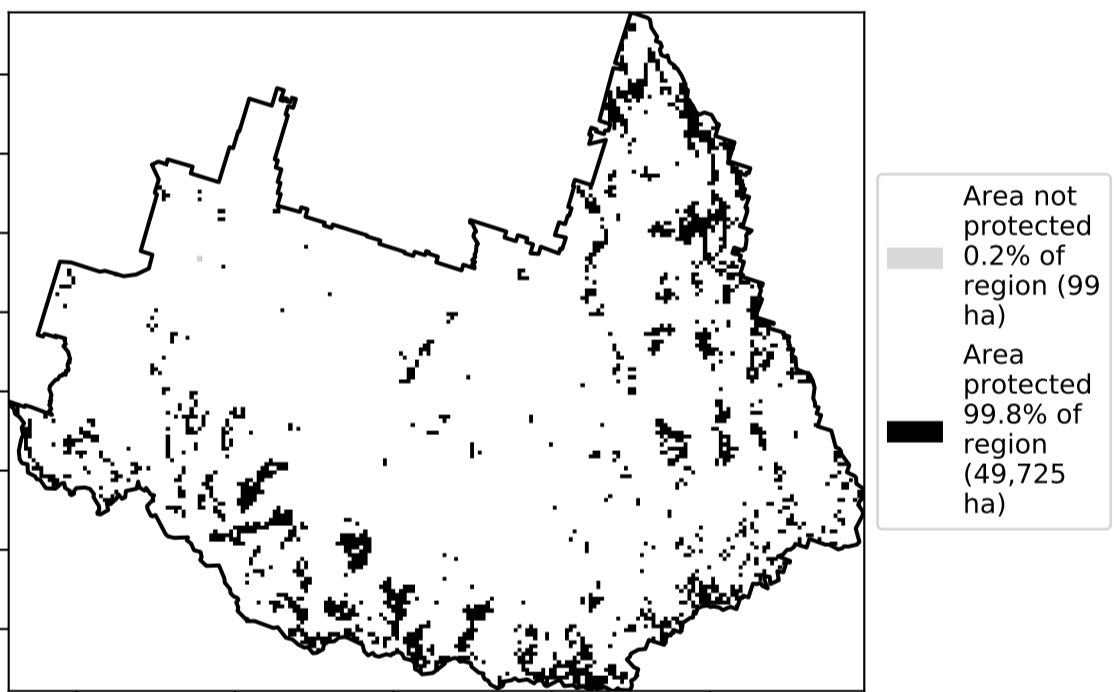 Area not
protected
0.2% of
region (99
ha)
Area
protected
99.8% of
region
(49,725
ha)